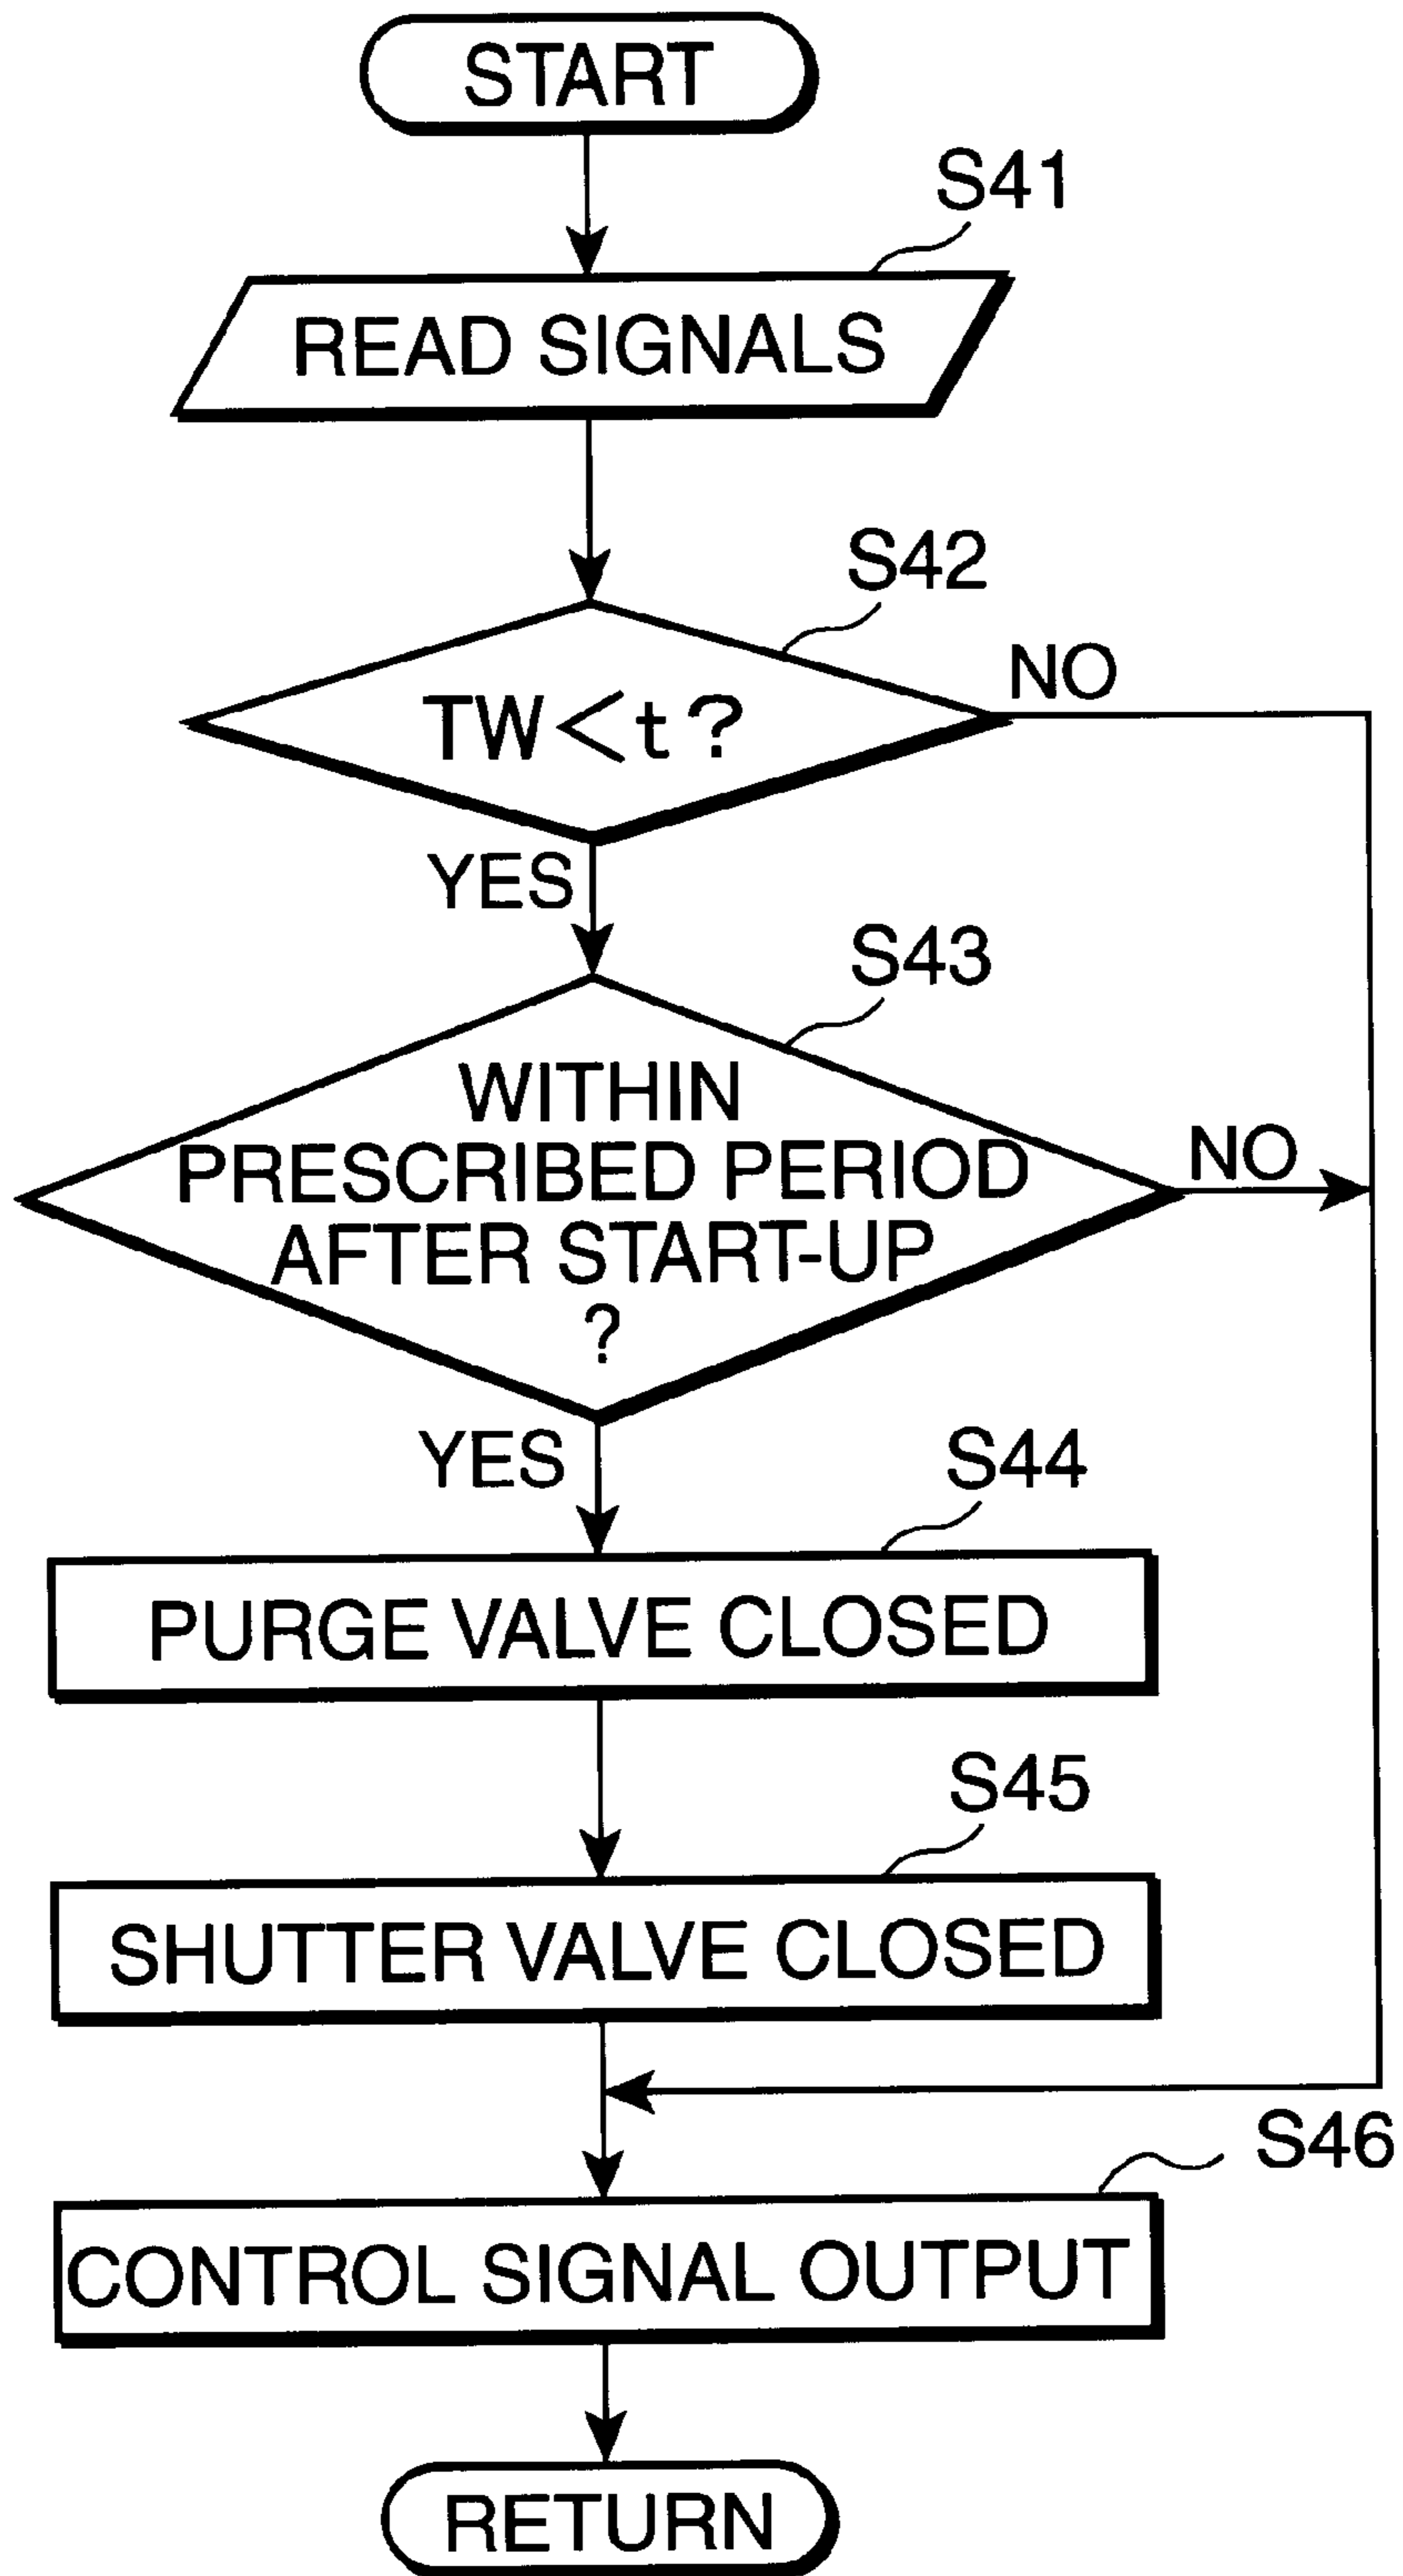 START
S41
READ SIGNALS
S42
TW<t?
NO
YES
S43
WITHIN
PRESCRIBED PERIOD
AFTER START-UP
?
NO
YES
S44
PURGE VALVE CLOSED
S45
SHUTTER VALVE CLOSED
S46
CONTROL SIGNAL OUTPUT
RETURN